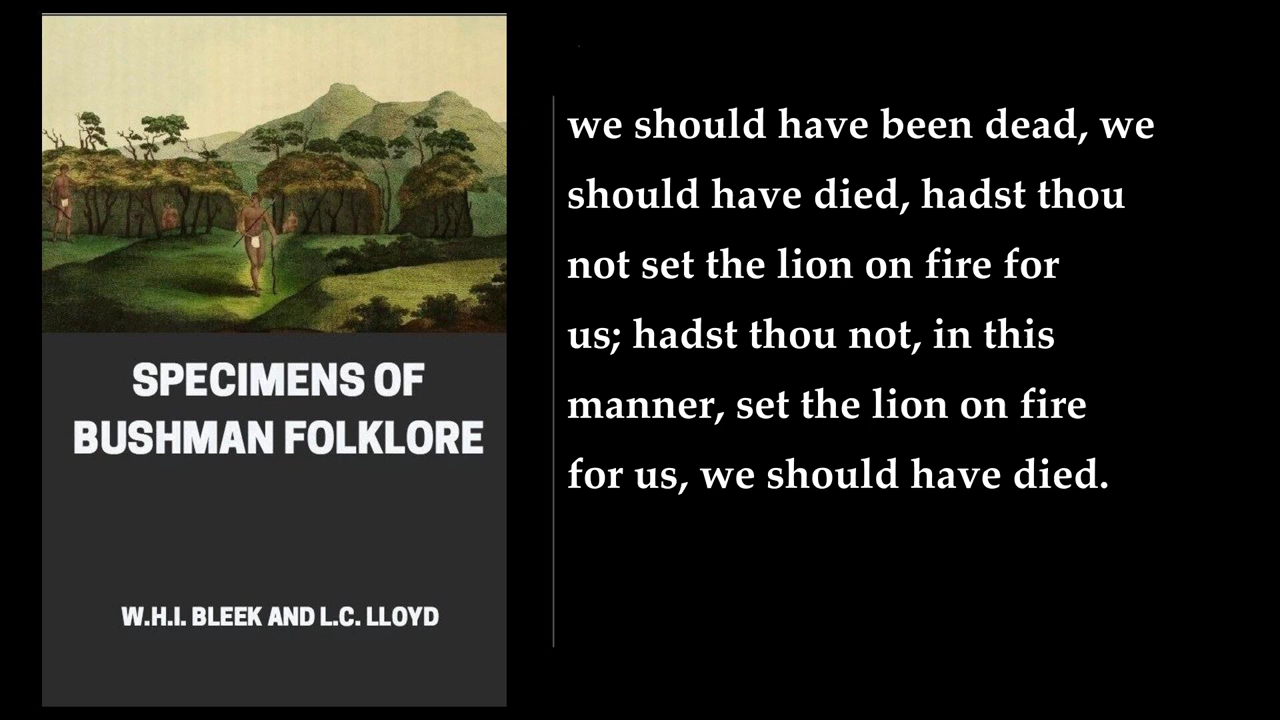 SPECIMENS OF
BUSHMAN FOLKLORE
W.H.I. BLEEK AND L.C. LLOYD
we should have been dead, we
should have died, hadst thou
not set the lion on fire for
us; hadst thou not, in this
manner, set the lion on fire
for us, we should have died.